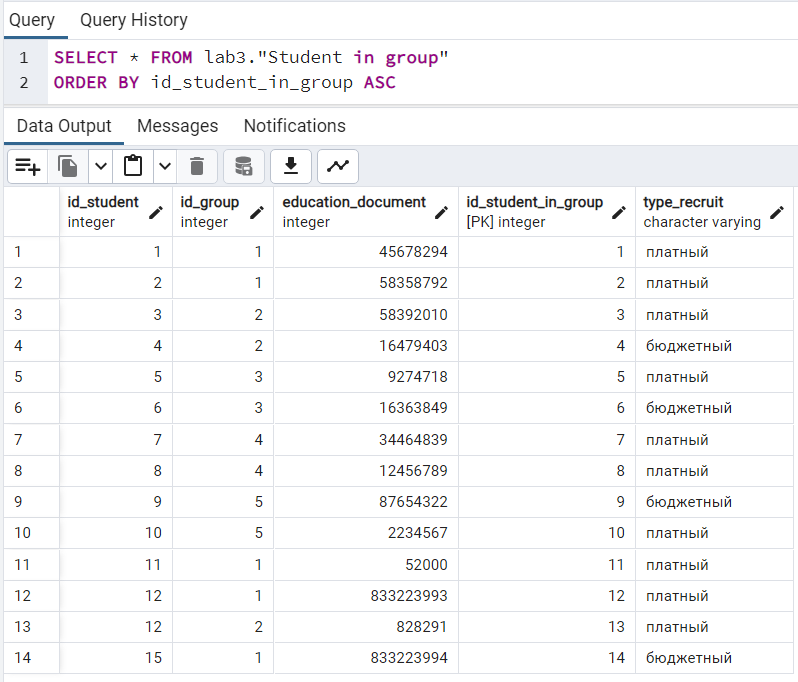 Query Query History
1 SELECT * FROM lab3."Student in group"
2 ORDER BY id_student_in_group ASC
Data Output Messages Notifications
id_student id_group education_document id_student_in_group type_recruit
integer integer integer [PK] integer character varying
1 1 1 45678294 1 платный
2 2 1 58358792 2 платный
3 3 2 58392010 3 платный
4 4 2 16479403 4 бюджетный
5 5 3 9274718 5 платный
6 6 3 16363849 6 бюджетный
7 7 4 34464839 7 платный
8 8 4 12456789 8 платный
9 9 5 87654322 9 бюджетный
10 10 5 2234567 10 платный
11 11 1 52000 11 платный
12 12 1 833223993 12 платный
13 12 2 828291 13 платный
14 15 1 833223994 14 бюджетный